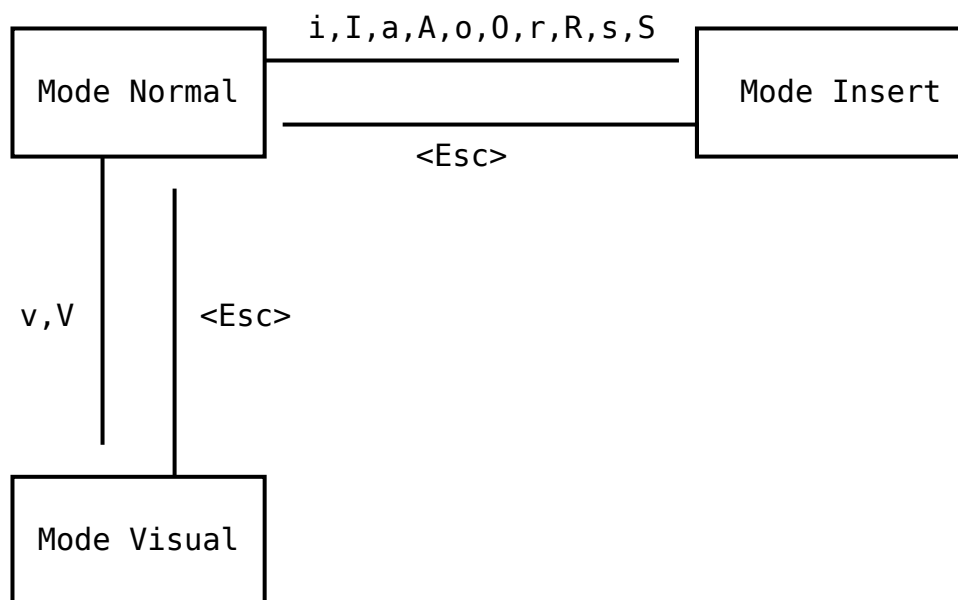 i,I,a,A,o,O,r,R,s,S
Mode Normal
Mode Insert
<Esc>
v,V
<Esc>
Mode Visual